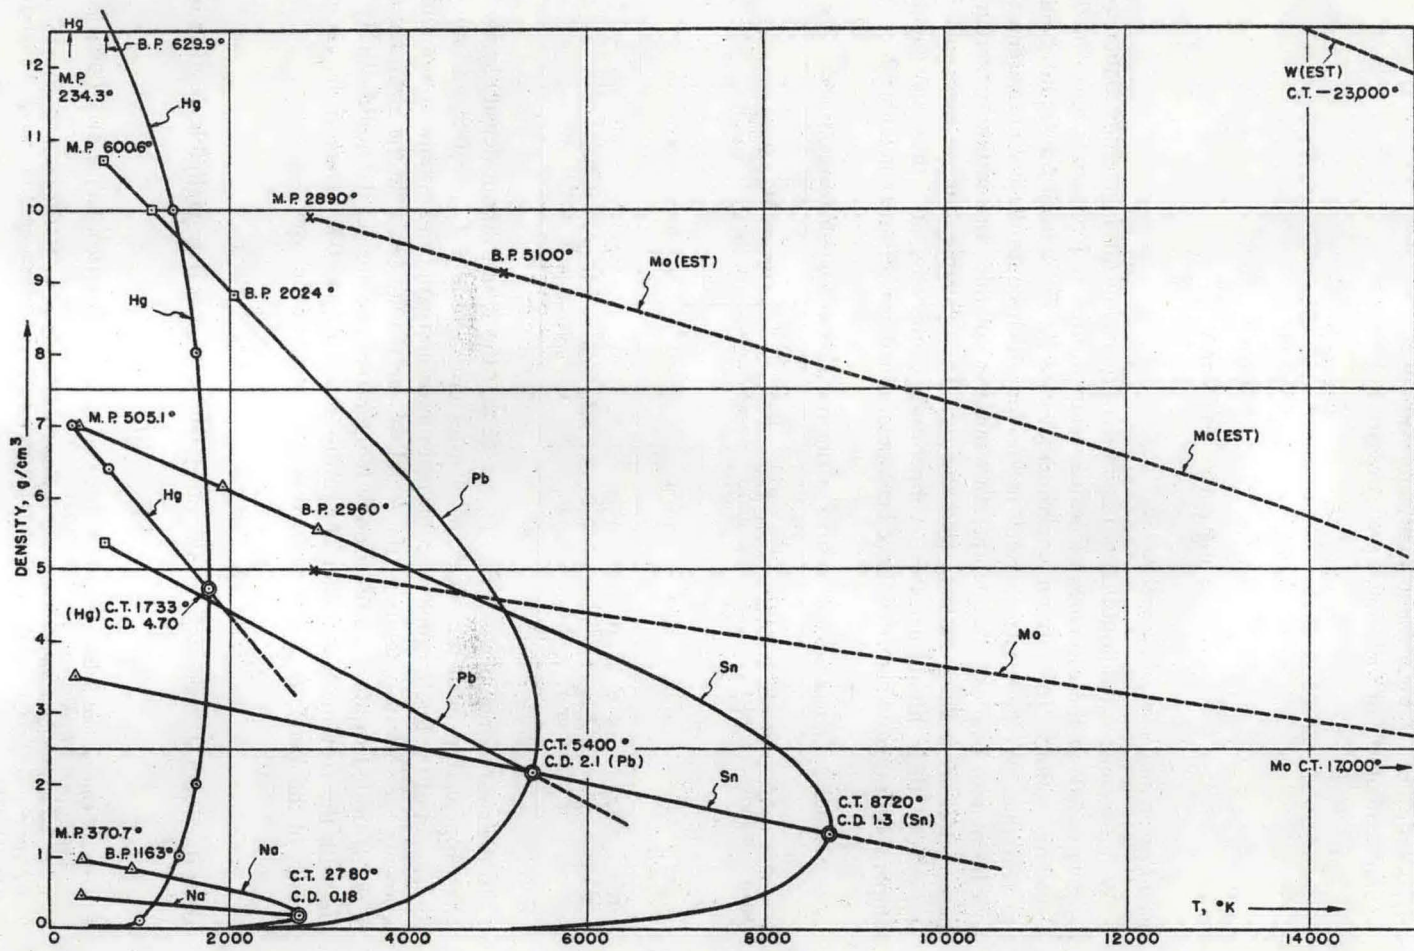 Hg
B.P. 629.9°
12
M.P.
234.3°
Hg
W(EST)
C.T.—23,000°
11
M.P. 600.6°
10
M.P. 2890°
B.P. 5100°
Mo(EST)
9
B.P. 2024°
Hg
8
DENSITY, g/cm³
7
M.P. 505.1°
Mo(EST)
6
Hg
B.P. 2960°
Pb
5
(Hg)
C.T. 1733°
C.D. 4.70
4
Mo
Pb
Sn
3
C.T. 5400°
C.D. 2.1 (Pb)
Sn
Mo C.T. 17,000°
2
C.T. 8720°
C.D. 1.3 (Sn)
M.P. 370.7°
1
B.P. 1163°
Na
C.T. 2780°
C.D. 0.18
Na
T, °K
0
0 2000 4000 6000 8000 10000 12000 14000 15000